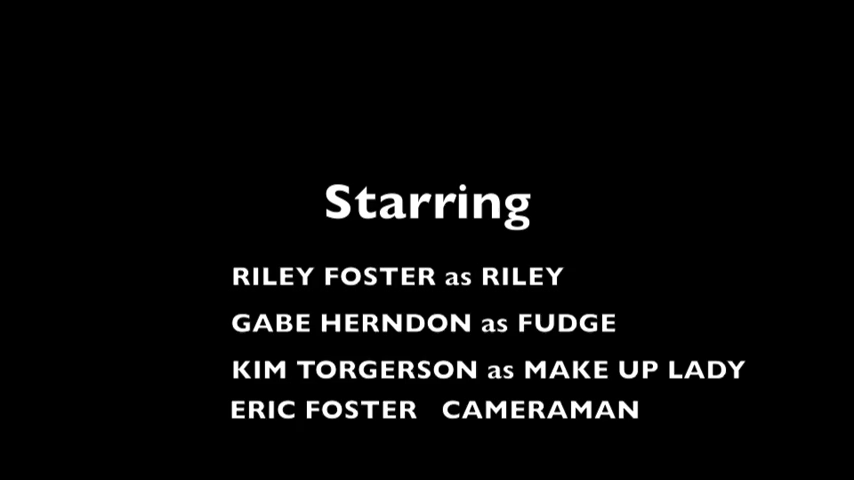 Starring
RILEY FOSTER as RILEY
GABE HERNDON as FUDGE
KIM TORGERSON as MAKE UP LADY
ERIC FOSTER CAMERAMAN